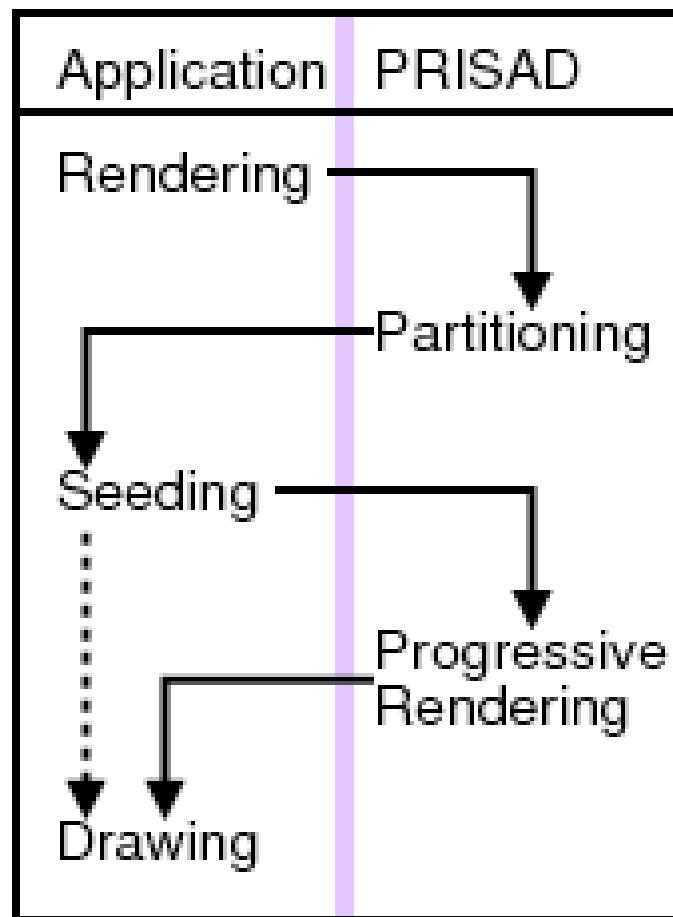 Application PRISAD
Rendering
Partitioning
Seeding
Progressive
Rendering
Drawing